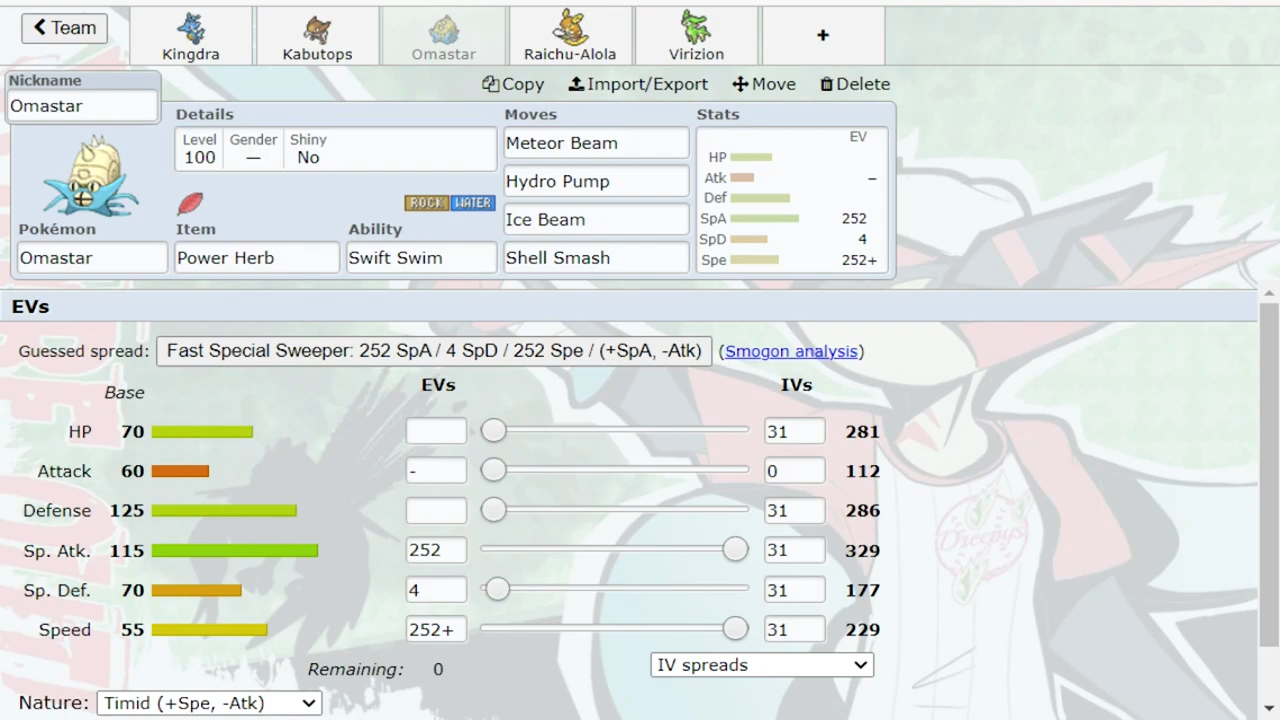 Team
Kingdra
Kabutops
Omastar
Raichu-Alola
Virizion
+
Nickname
Omastar
Copy
Import/Export
Move
Delete
Details
Level
100
Gender
—
Shiny
No
ROCK WATER
Pokémon
Omastar
Item
Power Herb
Ability
Swift Swim
Moves
Meteor Beam
Hydro Pump
Ice Beam
Shell Smash
Stats
EV
HP
Atk –
Def
SpA 252
SpD 4
Spe 252+
EVs
Guessed spread: Fast Special Sweeper: 252 SpA / 4 SpD / 252 Spe / (+SpA, -Atk) (Smogon analysis)
Base EVs IVs
HP 70 31 281
Attack 60 - 0 112
Defense 125 31 286
Sp. Atk. 115 252 31 329
Sp. Def. 70 4 31 177
Speed 55 252+ 31 229
Remaining: 0 IV spreads
Nature: Timid (+Spe, -Atk)
Dreepys